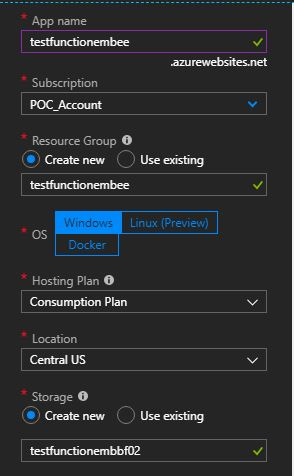 * App name
testfunctionembee
.azurewebsites.net
* Subscription
POC_Account
* Resource Group
Create new Use existing
testfunctionembee
* OS Windows Linux (Preview)
Docker
* Hosting Plan
Consumption Plan
* Location
Central US
* Storage
Create new Use existing
testfunctionembbf02